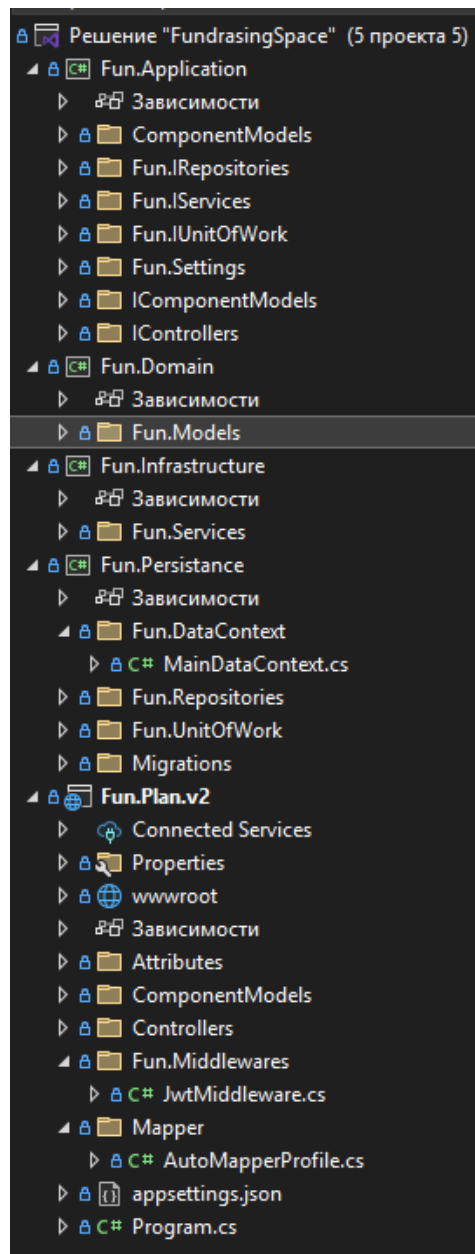 Решение "FundrasingSpace" (5 проекта 5)
C# Fun.Application
Зависимости
ComponentModels
Fun.IRepositories
Fun.IServices
Fun.IUnitOfWork
Fun.Settings
IComponentModels
IControllers
C# Fun.Domain
Зависимости
Fun.Models
C# Fun.Infrastructure
Зависимости
Fun.Services
C# Fun.Persistance
Зависимости
Fun.DataContext
C# MainDataContext.cs
Fun.Repositories
Fun.UnitOfWork
Migrations
Fun.Plan.v2
Connected Services
Properties
wwwroot
Зависимости
Attributes
ComponentModels
Controllers
Fun.Middlewares
C# JwtMiddleware.cs
Mapper
C# AutoMapperProfile.cs
appsettings.json
C# Program.cs